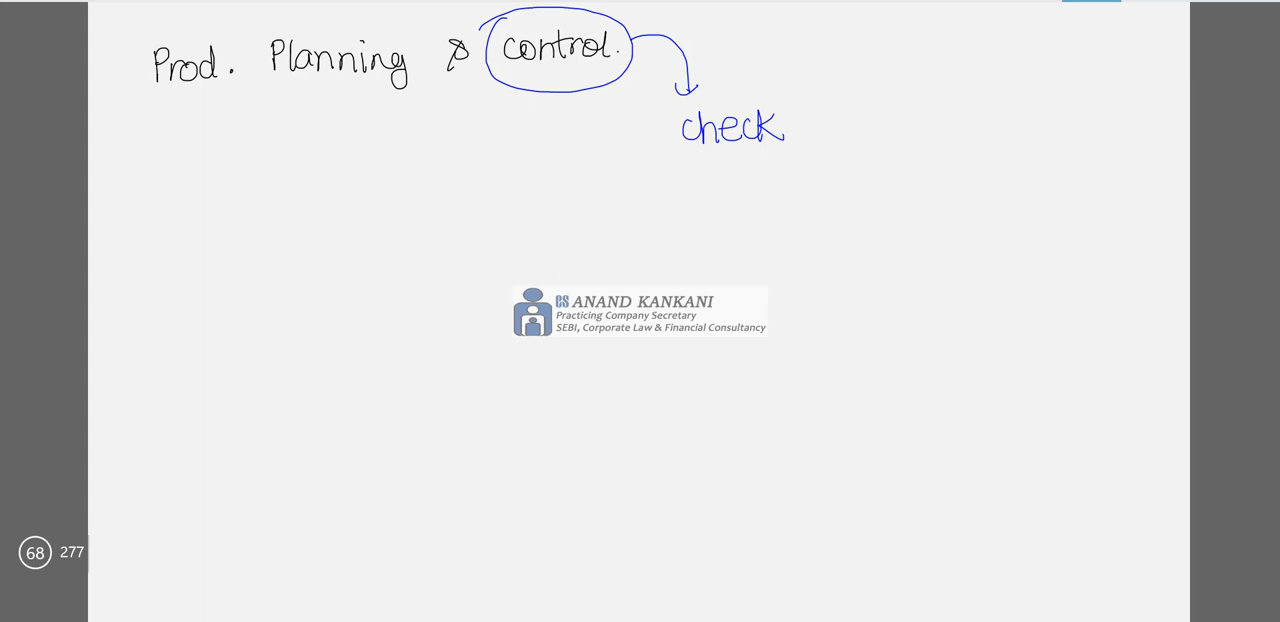 Prod. Planning & control.
check
CS ANAND KANKANI
Practicing Company Secretary
SEBI, Corporate Law & Financial Consultancy
68 277